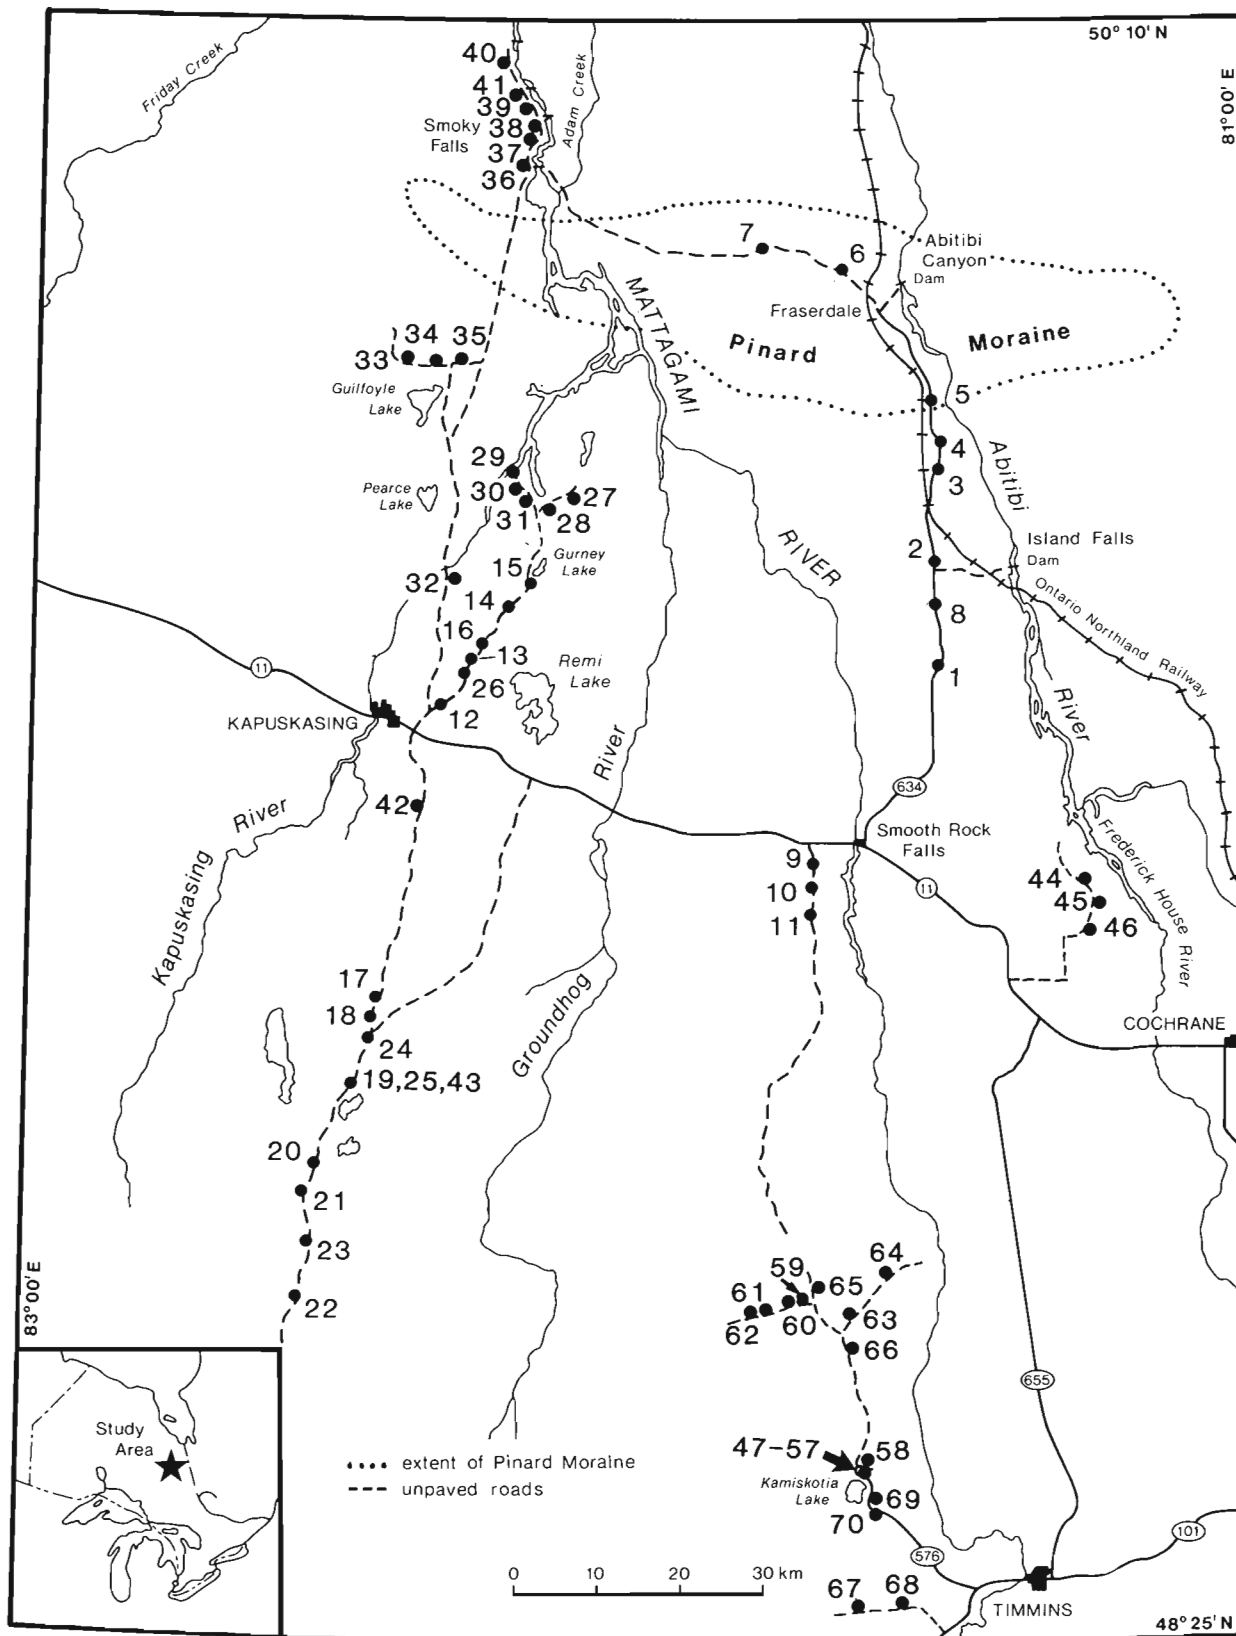 50° 10' N
81° 00' E
Friday Creek
40
41
39
38
37
36
Smoky
Falls
Adam Creek
7
6
Abitibi
Canyon
Dam
Fraserdale
MATTAGAMI
Pinard
Moraine
33
34
35
Guilfoyle
Lake
5
4
3
Abitibi
29
30
31
27
28
Pearce
Lake
Gurney
Lake
RIVER
2
Island Falls
Dam
Ontario Northland Railway
32
15
14
16
13
26
12
Remi
Lake
8
1
11
KAPUSKASING
River
River
River
42
634
Smooth Rock
Falls
9
10
11
11
44
45
46
Frederick House River
Kapuskasing
17
18
24
19,25,43
Groundhog
COCHRANE
20
21
23
22
83° 00' E
59
61
62
60
65
64
63
66
655
Study
Area
47-57
58
Kamiskotia
Lake
69
70
•••• extent of Pinard Moraine
--- unpaved roads
101
576
0 10 20 30 km
67
68
TIMMINS
48° 25' N